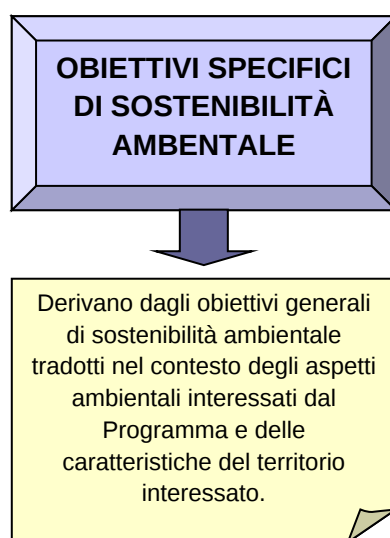 OBIETTIVI SPECIFICI
DI SOSTENIBILITÀ
AMBENTALE
Derivano dagli obiettivi generali
di sostenibilità ambientale
tradotti nel contesto degli aspetti
ambientali interessati dal
Programma e delle
caratteristiche del territorio
interessato.